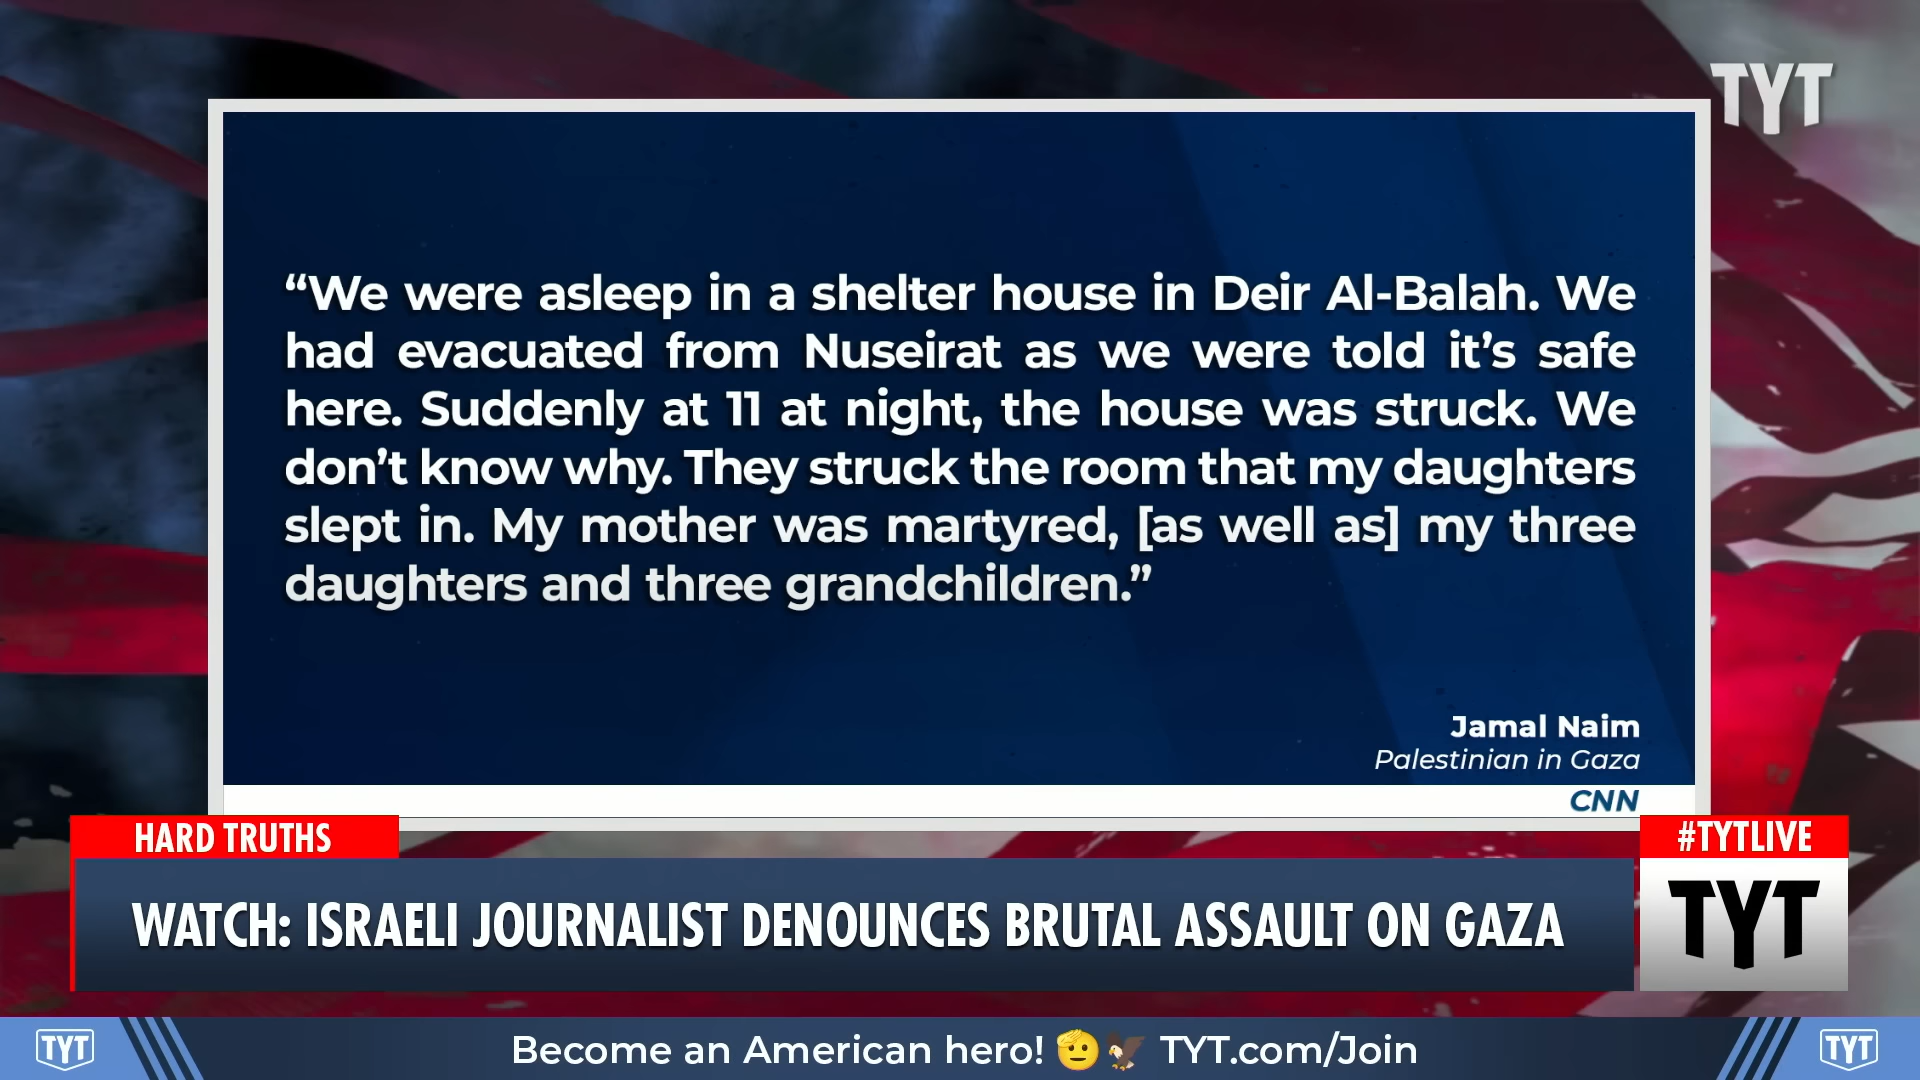 TYT
“We were asleep in a shelter house in Deir Al-Balah. We
had evacuated from Nuseirat as we were told it’s safe
here. Suddenly at 11 at night, the house was struck. We
don’t know why. They struck the room that my daughters
slept in. My mother was martyred, [as well as] my three
daughters and three grandchildren.”
Jamal Naim
Palestinian in Gaza
CNN
HARD TRUTHS
#TYTLIVE
WATCH: ISRAELI JOURNALIST DENOUNCES BRUTAL ASSAULT ON GAZA
TYT
TYT
Become an American hero! 🫡🦅 TYT.com/Join
TYT